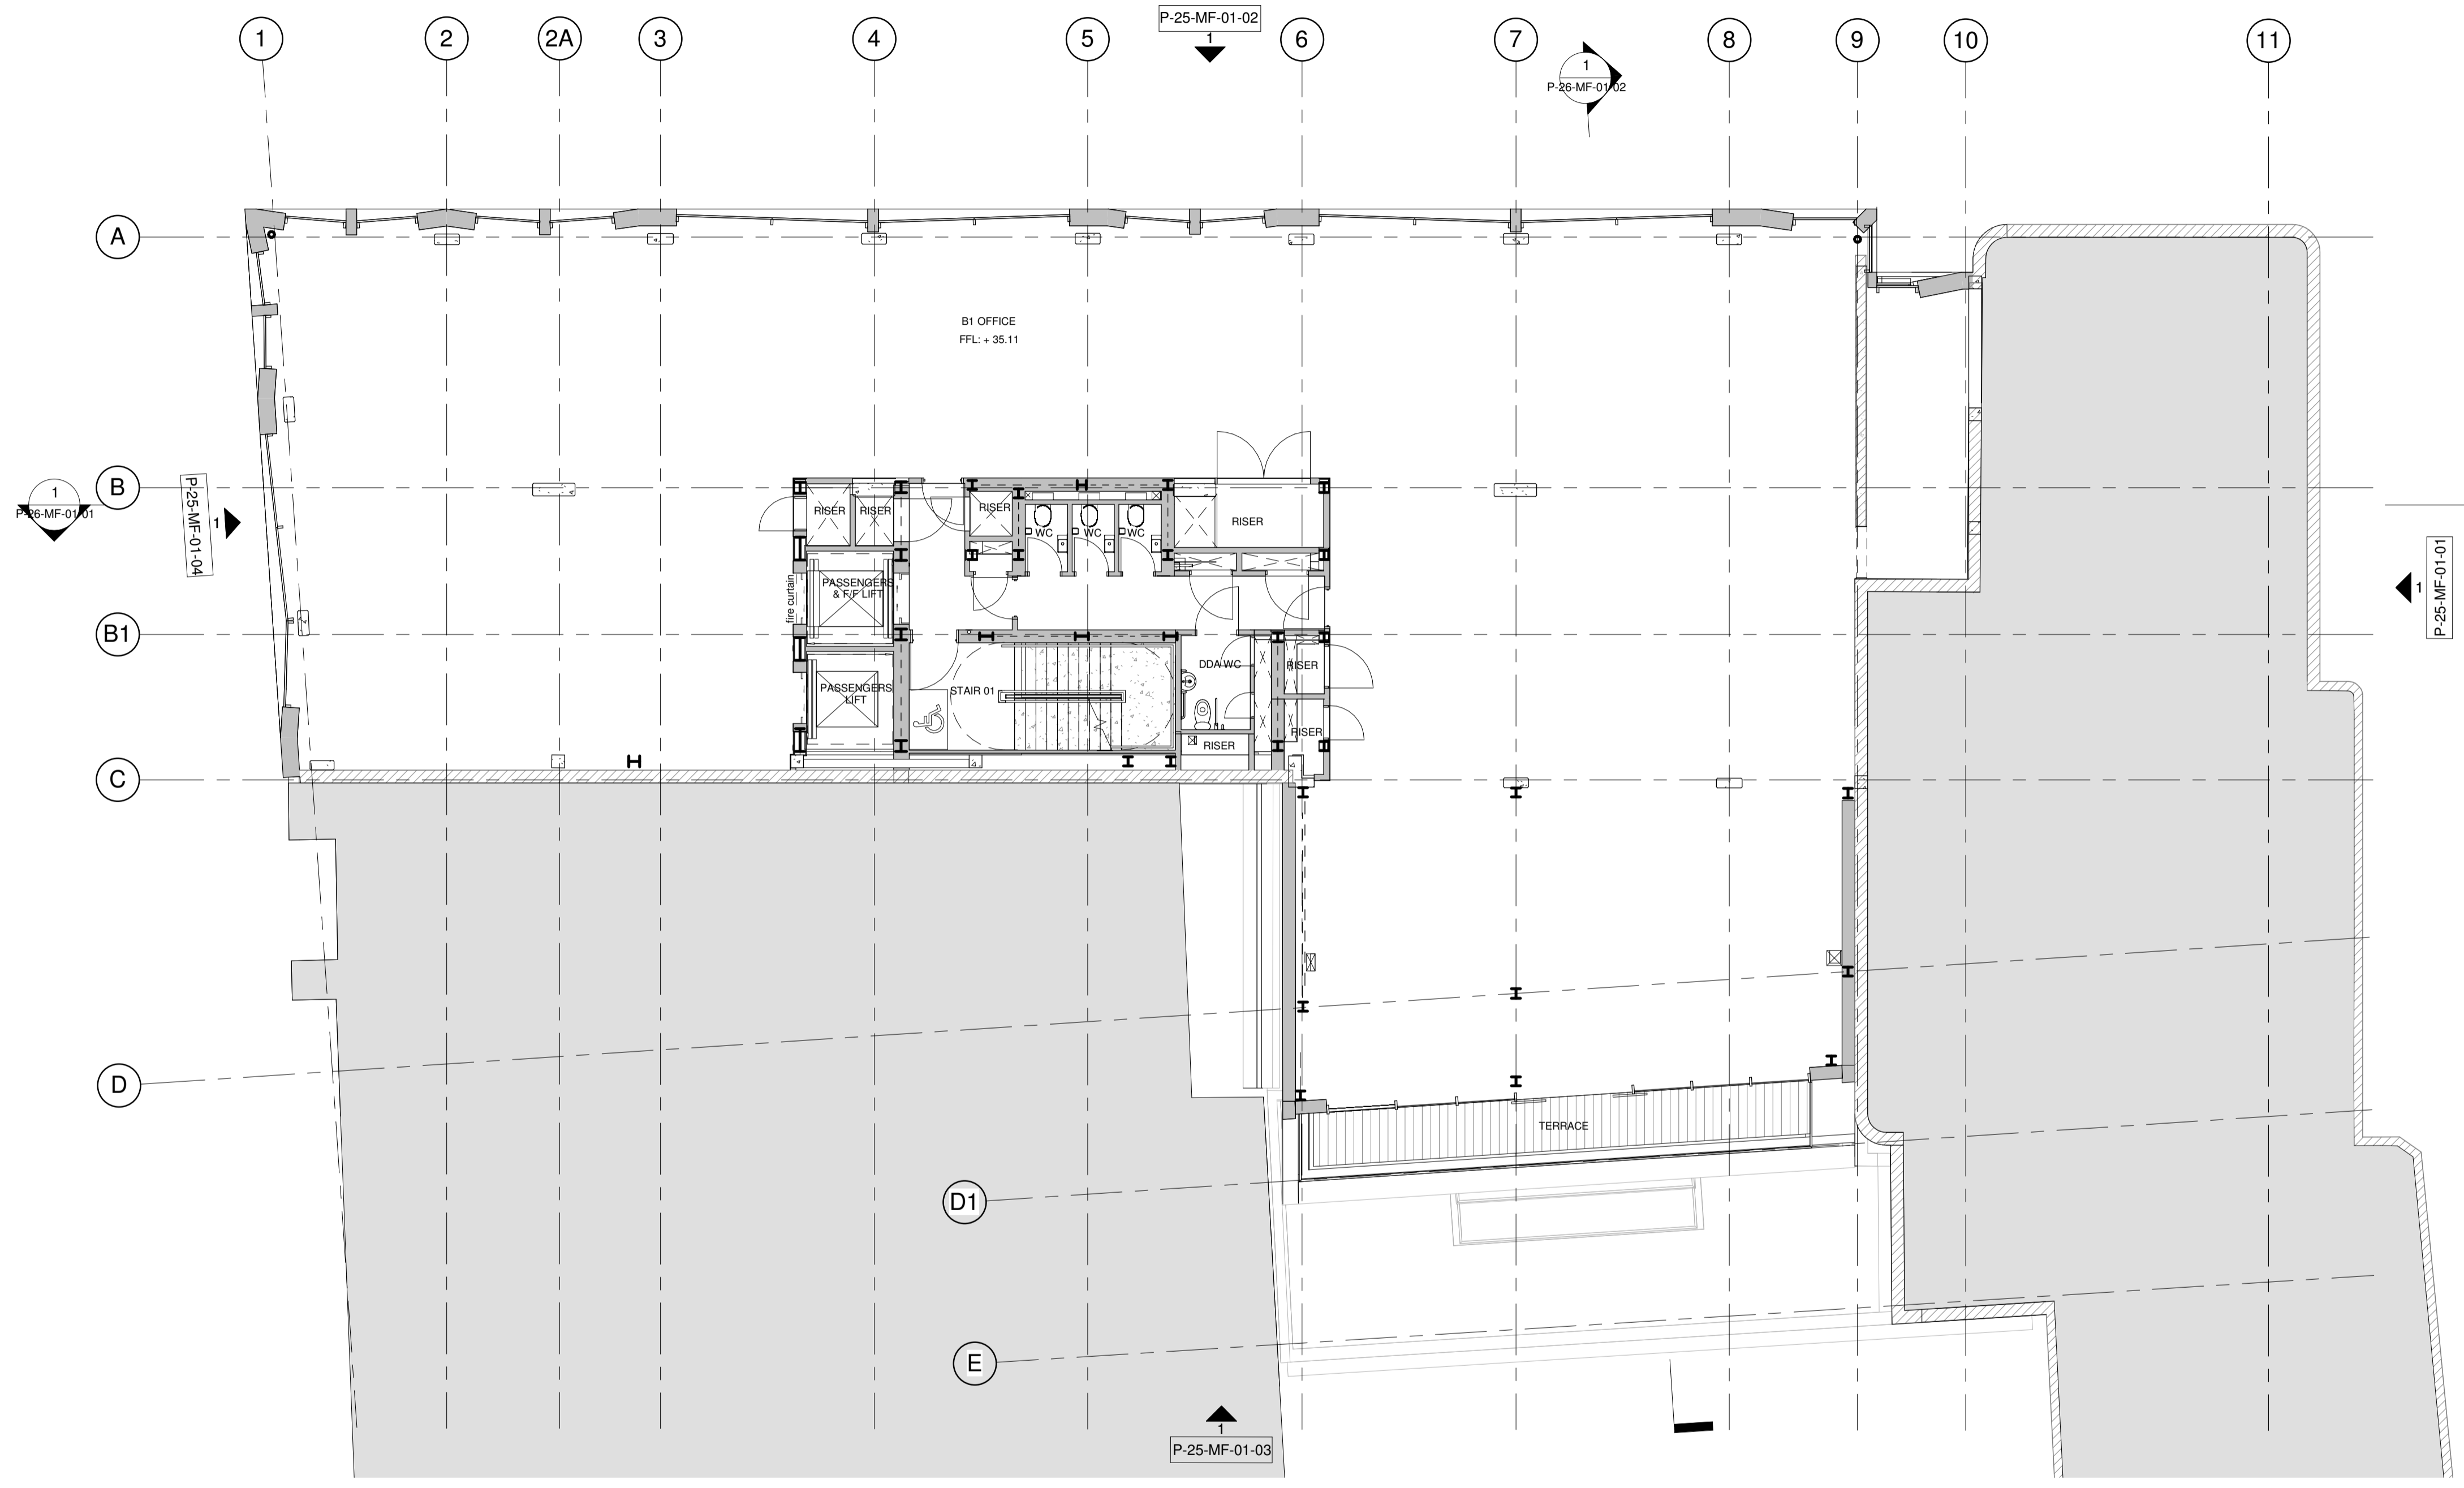 P-25-MF-01-02
1
1
2
2A
3
4
5
6
7
8
9
10
11
1
P-26-MF-01-02
A
B1 OFFICE
FFL: + 35.11
B
1
P-26-MF-01-01
P-25-MF-01-04
1
RISER
RISER
RISER
WC
WC
WC
RISER
P-25-MF-01-01
1
fire curtain
PASSENGERS
& F/F LIFT
B1
PASSENGERS
LIFT
STAIR 01
DDA WC
RISER
RISER
RISER
C
D
TERRACE
D1
E
1
P-25-MF-01-03